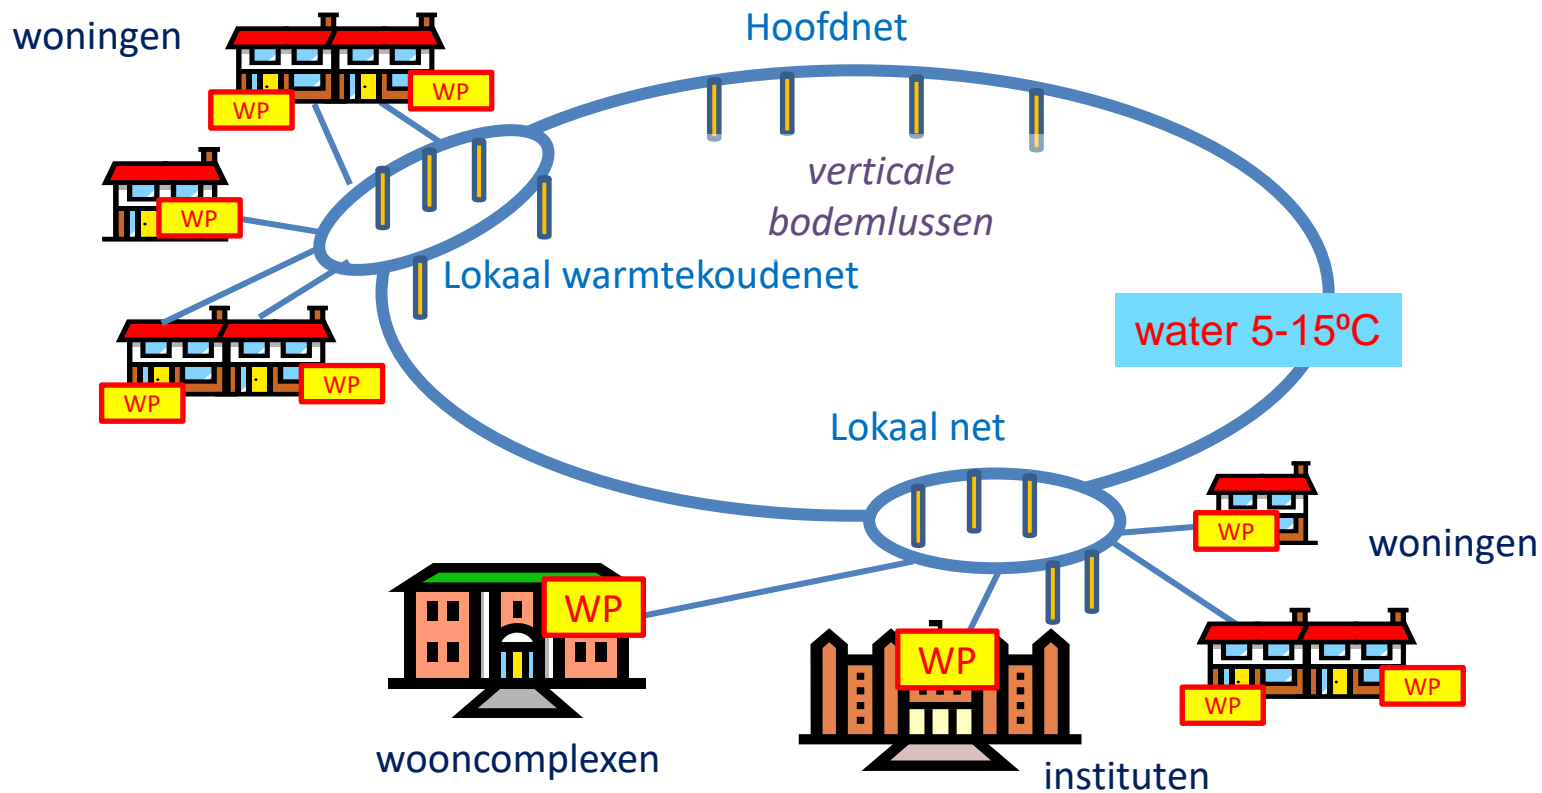 woningen
Hoofdnet
WP
WP
WP
verticale
bodemlussen
Lokaal warmtekoudenet
water 5-15ºC
WP
WP
Lokaal net
WP
woningen
WP
WP
WP
WP
wooncomplexen
instituten